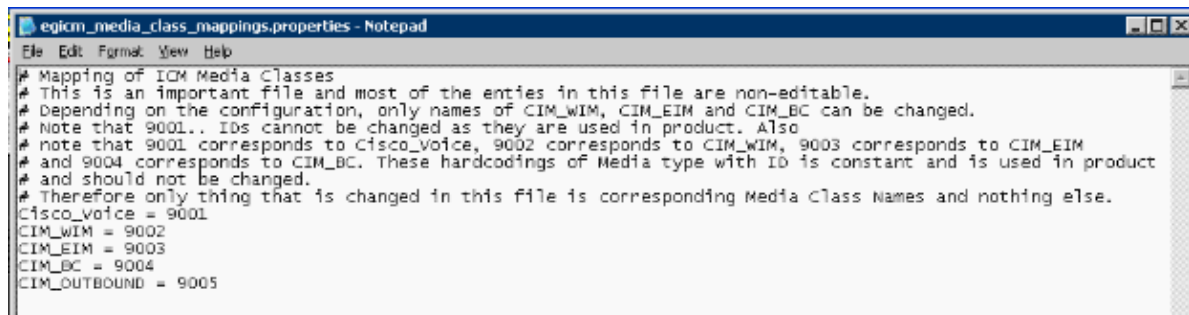 egicm_media_class_mappings.properties - Notepad
File Edit Format View Help
# Mapping of ICM Media Classes
# This is an important file and most of the enties in this file are non-editable.
# Depending on the configuration, only names of CIM_WIM, CIM_EIM and CIM_BC can be changed.
# Note that 9001.. IDs cannot be changed as they are used in product. Also
# note that 9001 corresponds to Cisco_Voice, 9002 corresponds to CIM_WIM, 9003 corresponds to CIM_EIM
# and 9004 corresponds to CIM_BC. These hardcodings of Media type with ID is constant and is used in product
# and should not be changed.
# Therefore only thing that is changed in this file is corresponding Media Class Names and nothing else.
Cisco_Voice = 9001
CIM_WIM = 9002
CIM_EIM = 9003
CIM_BC = 9004
CIM_OUTBOUND = 9005